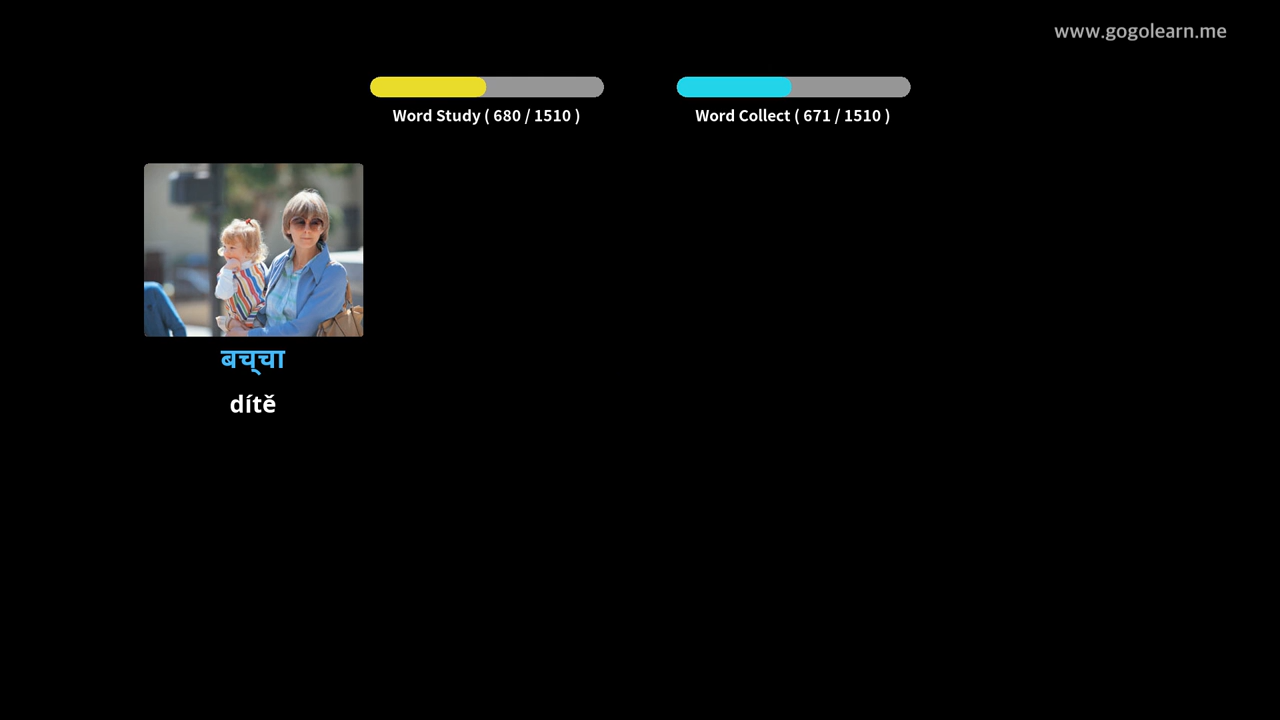 www.gogolearn.me
Word Study ( 680 / 1510 )
Word Collect ( 671 / 1510 )
बच्‌चा
dítě